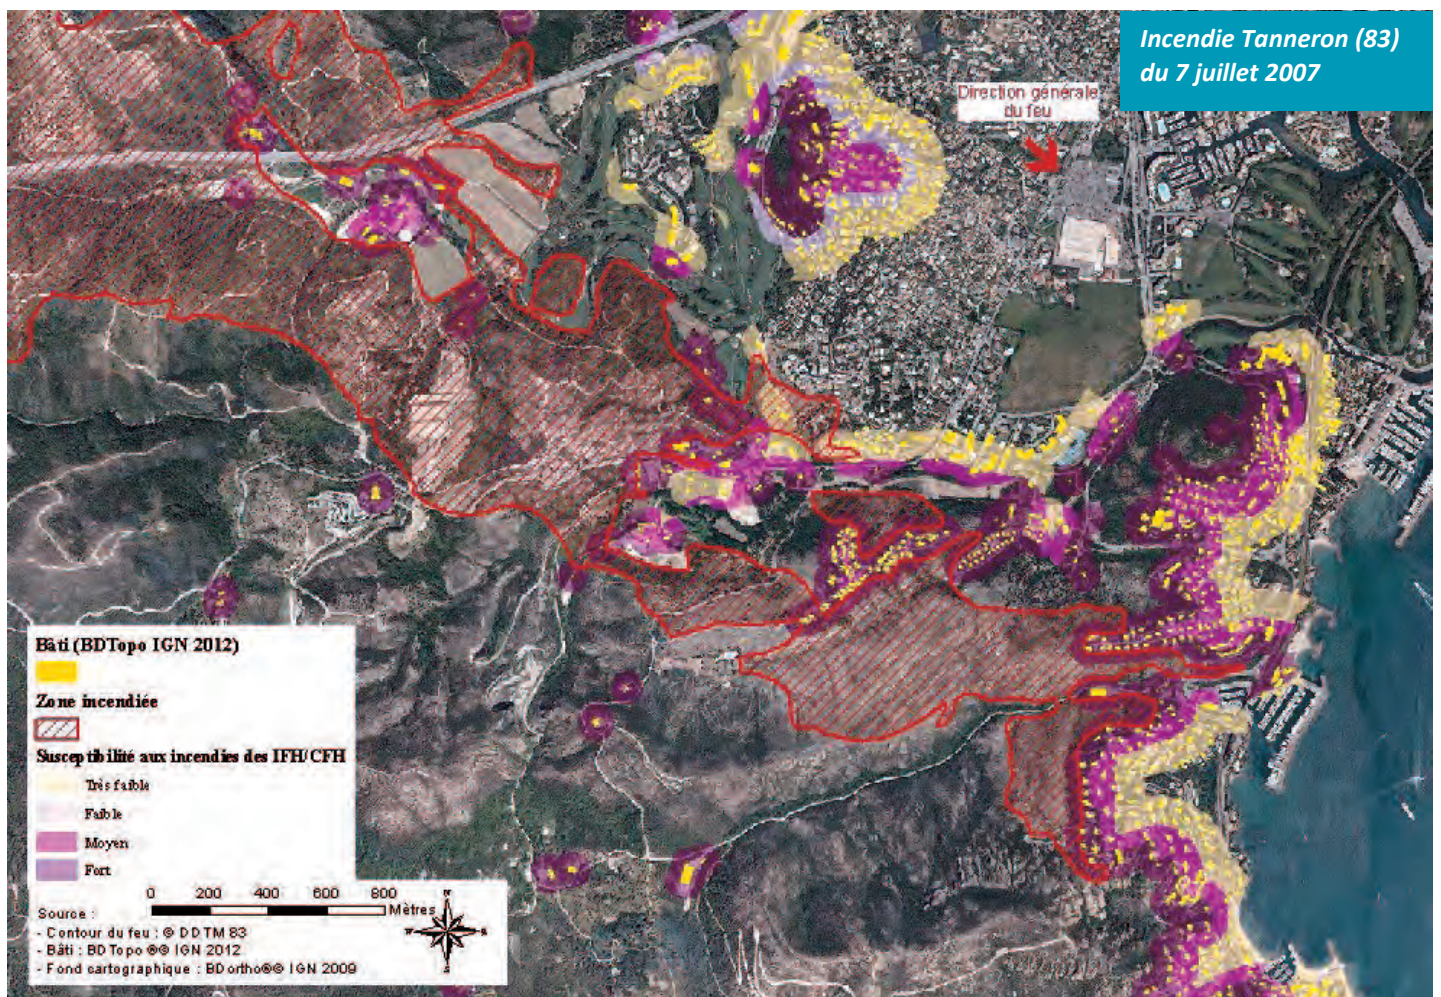 Incendie Tanneron (83)
du 7 juillet 2007
Direction générale
du feu
Bâti (BDTopo IGN 2012)
Zone incendiée
Susceptibilité aux incendies des IFH/CFH
Très faible
Faible
Moyen
Fort
0 200 400 600 800
Mètres
N
W E
S
Source :
- Contour du feu : © DDTM 83
- Bâti : BD Topo ®© IGN 2012
- Fond cartographique : BDortho®© IGN 2009